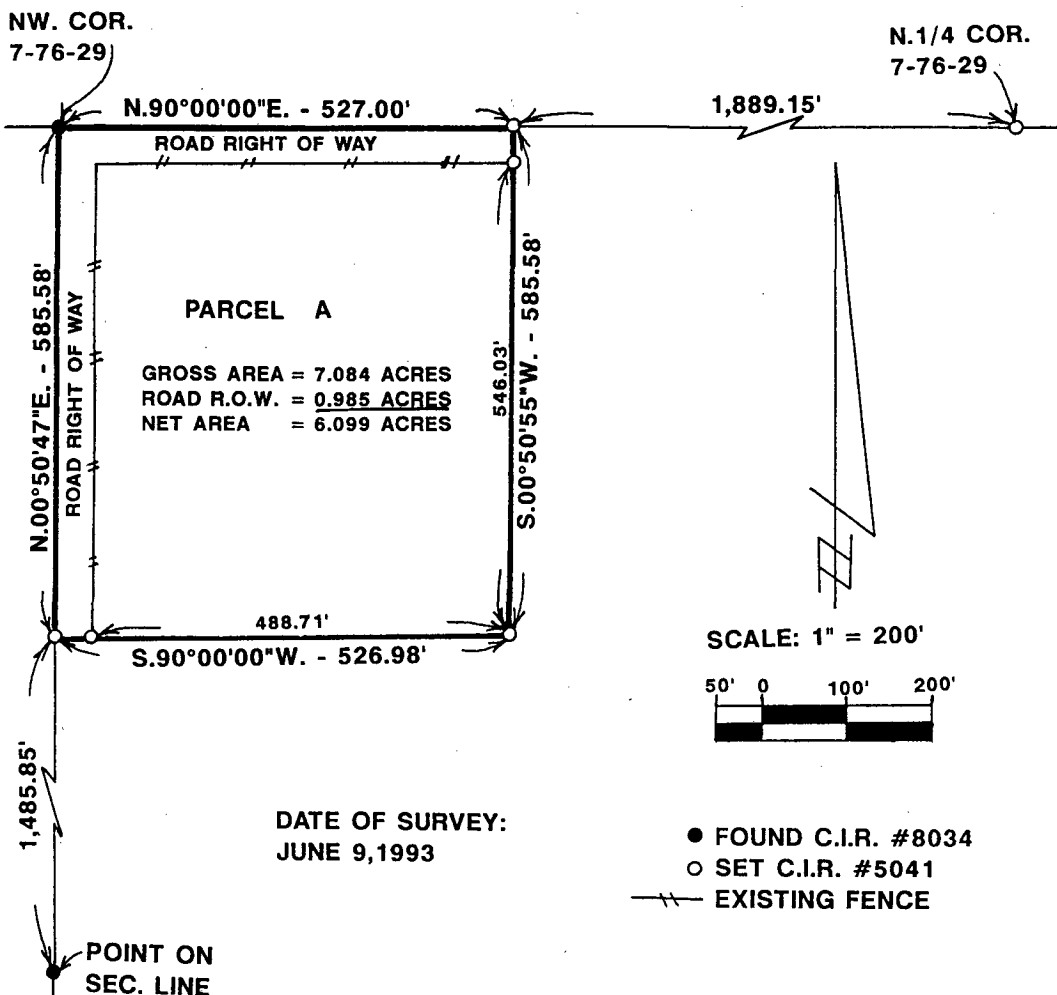 NW. COR.
7-76-29
N.1/4 COR.
7-76-29
N.90°00'00"E. - 527.00'
1,889.15'
ROAD RIGHT OF WAY
N.00°50'47"E. - 585.58'
ROAD RIGHT OF WAY
PARCEL A
GROSS AREA = 7.084 ACRES
ROAD R.O.W. = 0.985 ACRES
NET AREA = 6.099 ACRES
546.03'
S.00°50'55"W. - 585.58'
488.71'
S.90°00'00"W. - 526.98'
SCALE: 1" = 200'
50' 0 100' 200'
1,485.85'
DATE OF SURVEY:
JUNE 9,1993
FOUND C.I.R. #8034
SET C.I.R. #5041
EXISTING FENCE
POINT ON
SEC. LINE